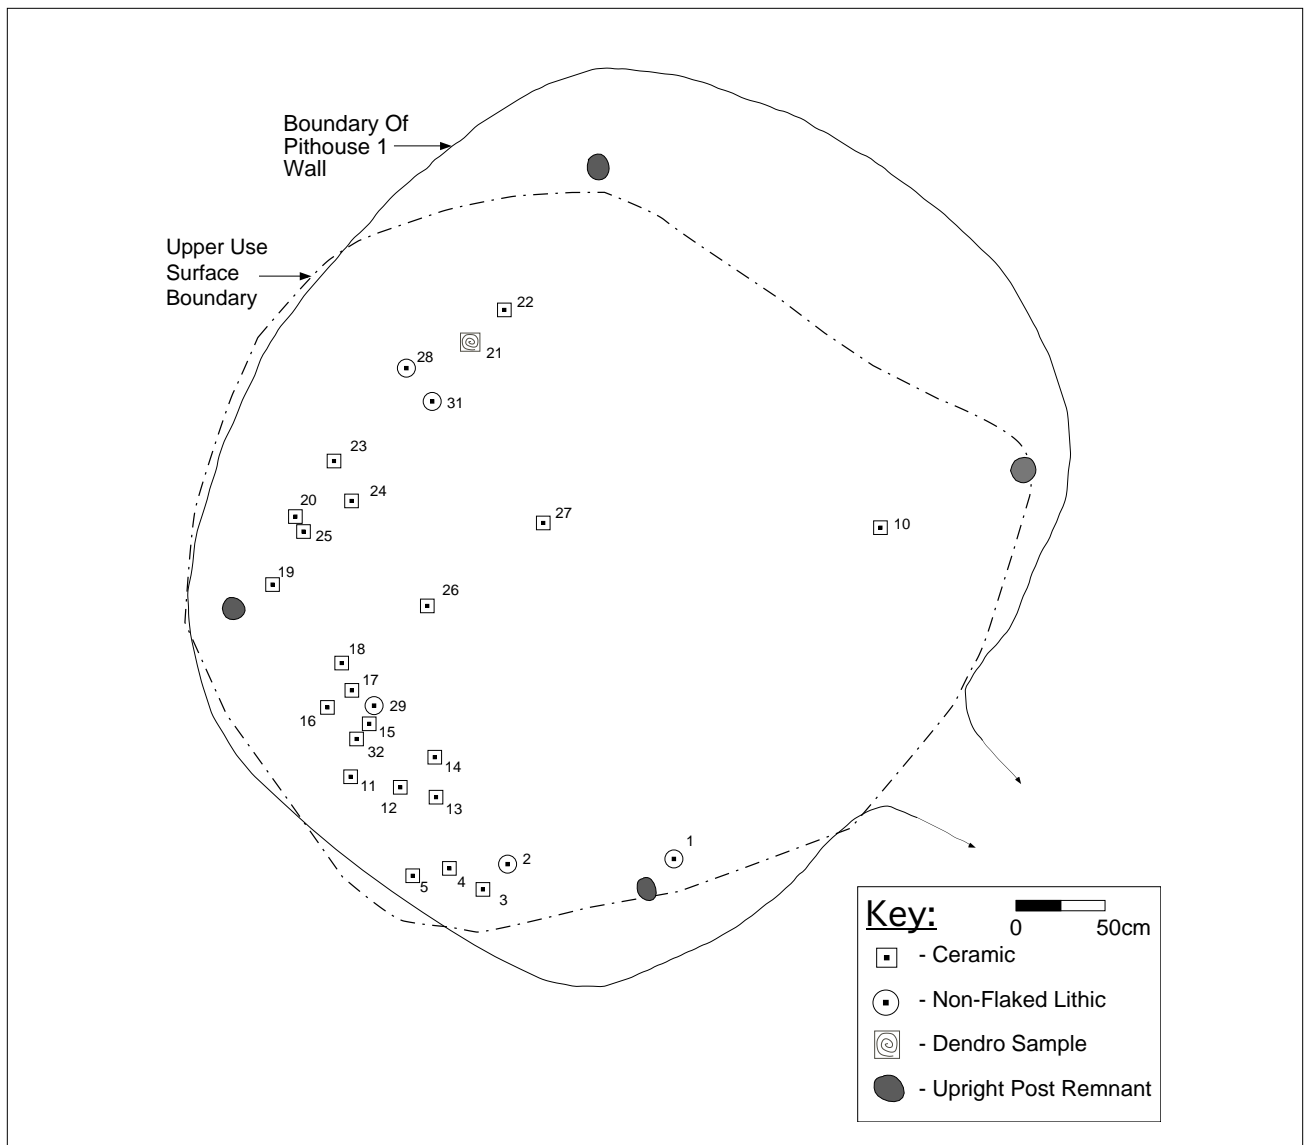 Boundary Of
Pithouse 1
Wall
Upper Use
Surface
Boundary
22
21
28
31
23
24
20
25
27
10
19
26
18
17
29
16
15
32
14
11
12
13
1
2
4
5
3
Key:
0 50cm
- Ceramic
- Non-Flaked Lithic
- Dendro Sample
- Upright Post Remnant